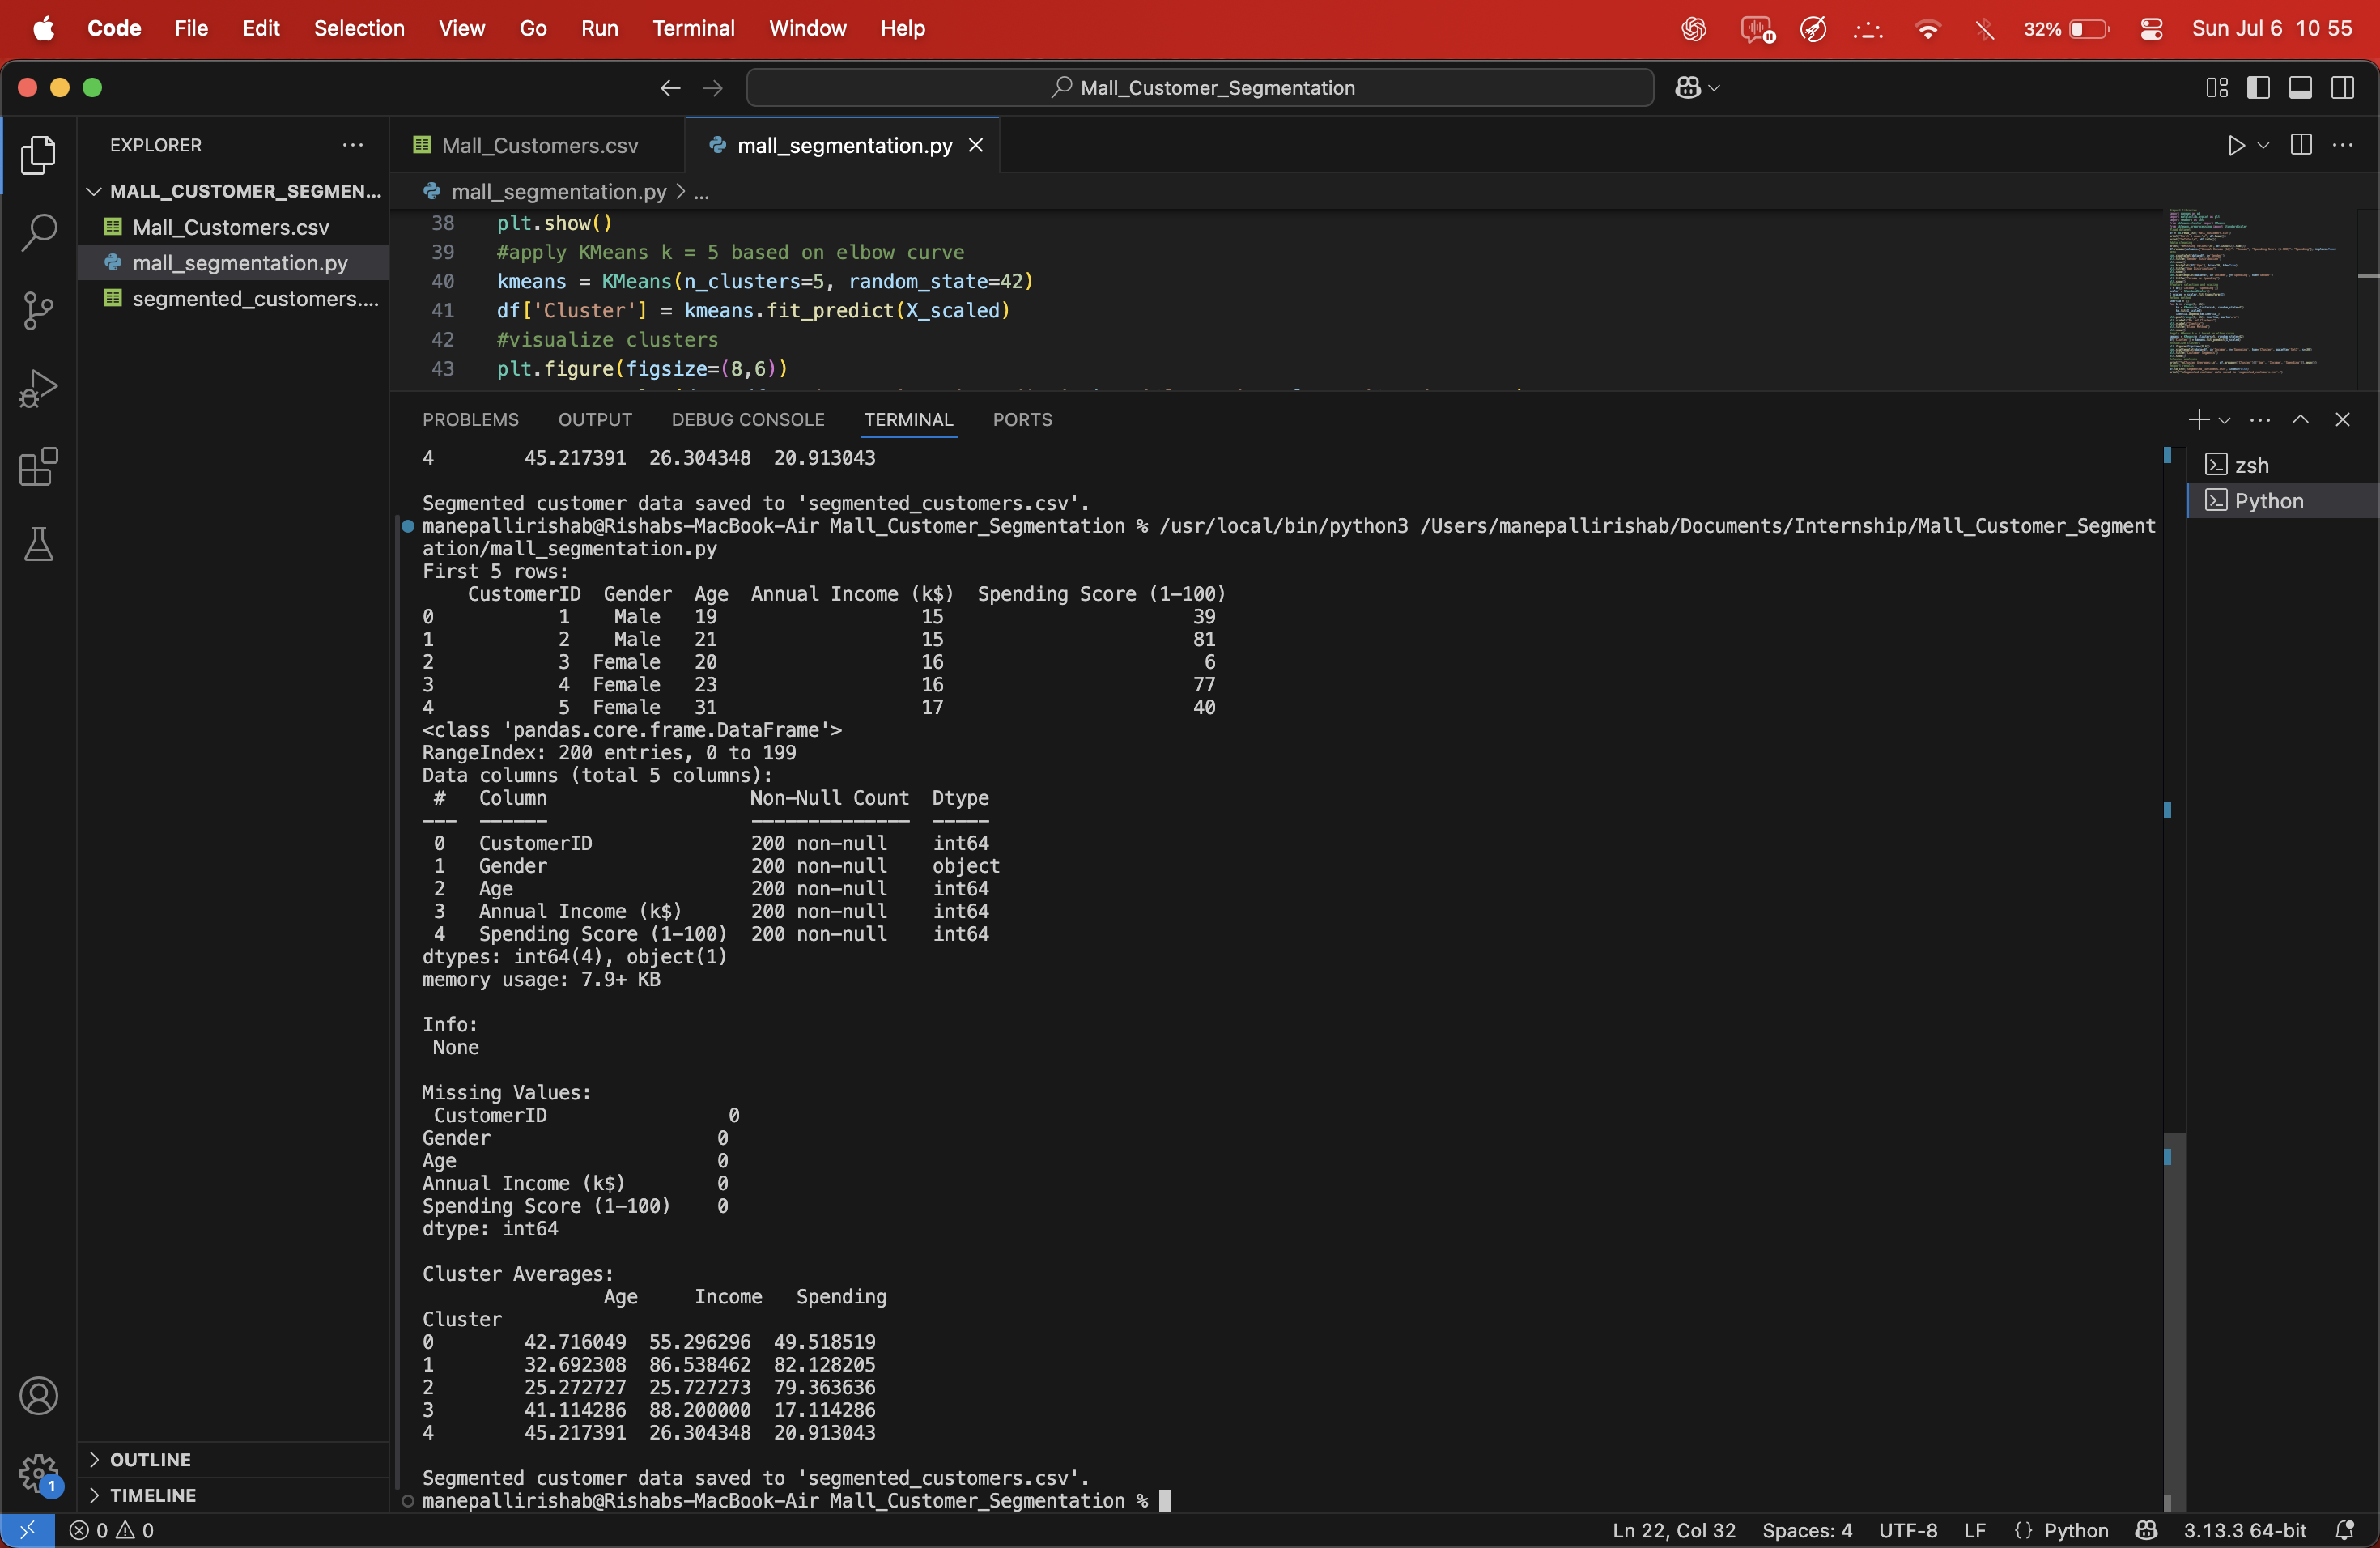 Code File Edit Selection View Go Run Terminal Window Help 32% Sun Jul 6 10 55
Mall_Customer_Segmentation
EXPLORER
MALL_CUSTOMER_SEGMEN...
Mall_Customers.csv
mall_segmentation.py
segmented_customers....
OUTLINE
TIMELINE
1
Mall_Customers.csv mall_segmentation.py
mall_segmentation.py > ...
38 plt.show()
39 #apply KMeans k = 5 based on elbow curve
40 kmeans = KMeans(n_clusters=5, random_state=42)
41 df['Cluster'] = kmeans.fit_predict(X_scaled)
42 #visualize clusters
43 plt.figure(figsize=(8,6))
PROBLEMS OUTPUT DEBUG CONSOLE TERMINAL PORTS
zsh
Python
4 45.217391 26.304348 20.913043
Segmented customer data saved to 'segmented_customers.csv'.
manepallirishab@Rishabs-MacBook-Air Mall_Customer_Segmentation % /usr/local/bin/python3 /Users/manepallirishab/Documents/Internship/Mall_Customer_Segment
ation/mall_segmentation.py
First 5 rows:
CustomerID Gender Age Annual Income (k$) Spending Score (1-100)
0 1 Male 19 15 39
1 2 Male 21 15 81
2 3 Female 20 16 6
3 4 Female 23 16 77
4 5 Female 31 17 40
<class 'pandas.core.frame.DataFrame'>
RangeIndex: 200 entries, 0 to 199
Data columns (total 5 columns):
# Column Non-Null Count Dtype
--- ------ -------------- -----
0 CustomerID 200 non-null int64
1 Gender 200 non-null object
2 Age 200 non-null int64
3 Annual Income (k$) 200 non-null int64
4 Spending Score (1-100) 200 non-null int64
dtypes: int64(4), object(1)
memory usage: 7.9+ KB
Info:
None
Missing Values:
CustomerID 0
Gender 0
Age 0
Annual Income (k$) 0
Spending Score (1-100) 0
dtype: int64
Cluster Averages:
Age Income Spending
Cluster
0 42.716049 55.296296 49.518519
1 32.692308 86.538462 82.128205
2 25.272727 25.727273 79.363636
3 41.114286 88.200000 17.114286
4 45.217391 26.304348 20.913043
Segmented customer data saved to 'segmented_customers.csv'.
manepallirishab@Rishabs-MacBook-Air Mall_Customer_Segmentation %
0 0 Ln 22, Col 32 Spaces: 4 UTF-8 LF {} Python 3.13.3 64-bit